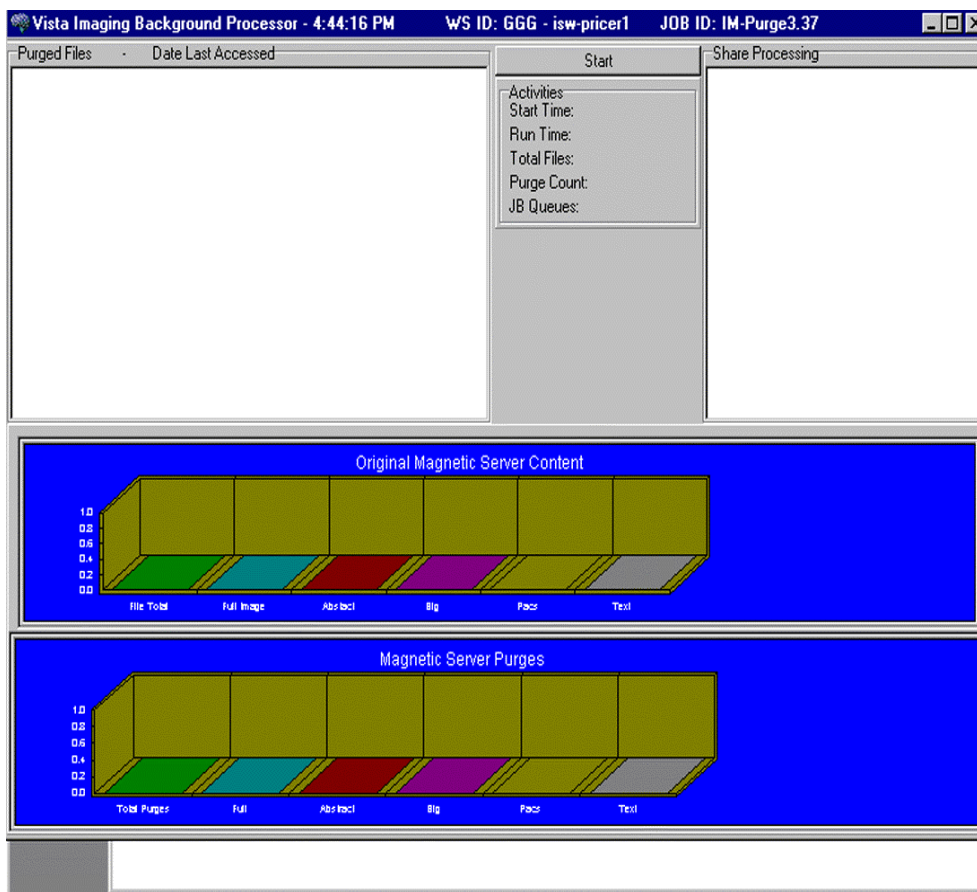 Vista Imaging Background Processor - 4:44:16 PM WS ID: GGG - isw-pricer1 JOB ID: IM-Purge3.37
Purged Files - Date Last Accessed
Start
Share Processing
Activities
Start Time:
Run Time:
Total Files:
Purge Count:
JB Queues:
Original Magnetic Server Content
1.0
0.8
0.6
0.4
0.2
0.0
File Total Full Image Abstact Big Pacs Text
Magnetic Server Purges
1.0
0.8
0.6
0.4
0.2
0.0
Total Purges Full Abstract Big Pacs Text